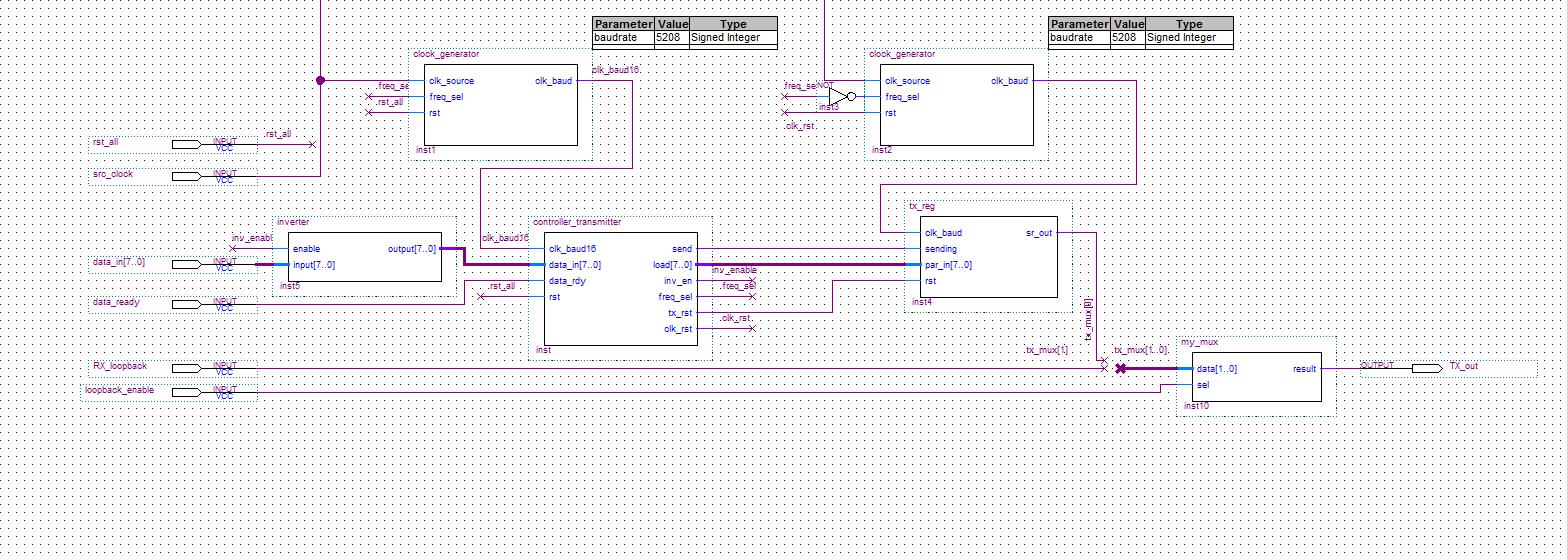 Parameter Value Type
baudrate 5208 Signed Integer
Parameter Value Type
baudrate 5208 Signed Integer
clock_generator
clk_source clk_baud
freq_sel
rst
inst1
freq_se
rst_all
clk_baud16
clock_generator
clk_source clk_baud
freq_sel
rst
inst2
freq_se
NOT
inst3
clk_rst
rst_all INPUT VCC rst_all
src_clock INPUT VCC
inverter
enable output[7..0]
input[7..0]
inst5
inv_enabl
data_in[7..0] INPUT VCC
data_ready INPUT VCC
controller_transmitter
clk_baud16 send
data_in[7..0] load[7..0]
data_rdy inv_en
rst freq_sel
tx_rst
clk_rst
inst
clk_baud16
rst_all
inv_enable
freq_sel
clk_rst
tx_reg
clk_baud sr_out
sending
par_in[7..0]
rst
inst4
tx_mux[0]
tx_mux[1]
tx_mux[1..0]
RX_loopback INPUT VCC
loopback_enable INPUT VCC
my_mux
data[1..0] result
sel
inst10
OUTPUT TX_out